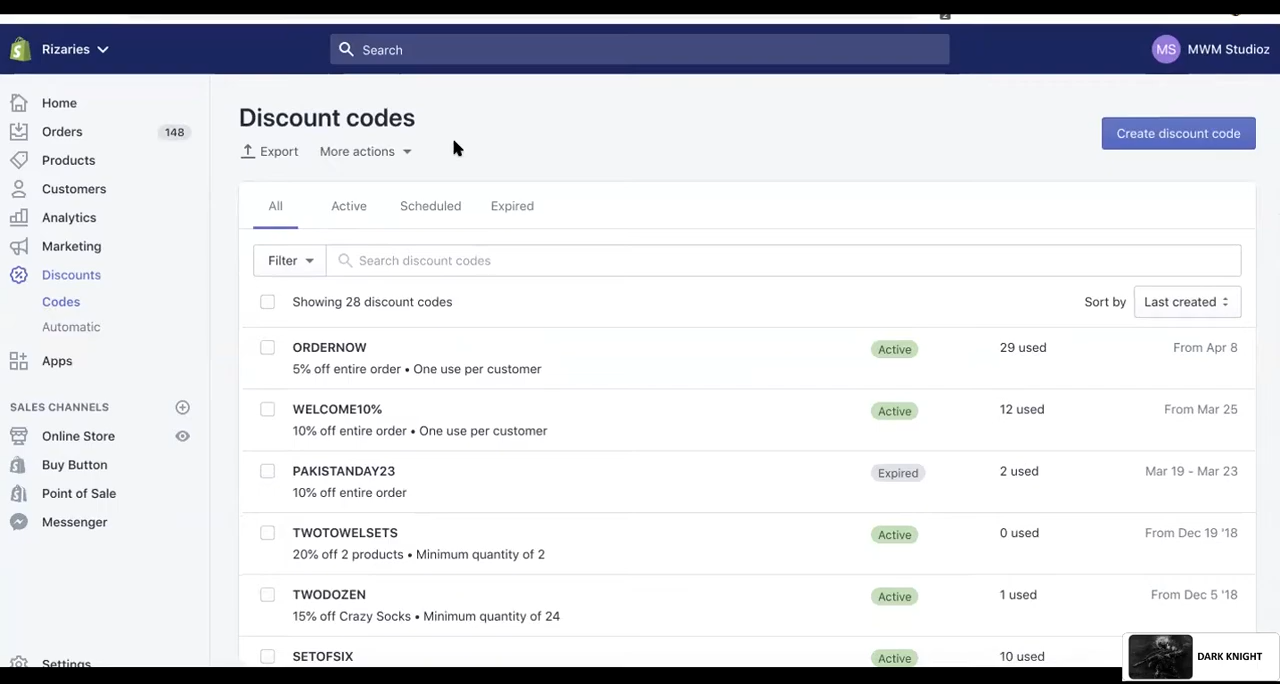 2
Rizaries
Search
MS MWM Studioz
Home
Orders 148
Products
Customers
Analytics
Marketing
Discounts
Codes
Automatic
Apps
SALES CHANNELS
Online Store
Buy Button
Point of Sale
Messenger
Settings
Discount codes
Export More actions
Create discount code
All Active Scheduled Expired
Filter Search discount codes
Showing 28 discount codes Sort by Last created
ORDERNOW Active 29 used From Apr 8
5% off entire order • One use per customer
WELCOME10% Active 12 used From Mar 25
10% off entire order • One use per customer
PAKISTANDAY23 Expired 2 used Mar 19 - Mar 23
10% off entire order
TWOTOWELSETS Active 0 used From Dec 19 '18
20% off 2 products • Minimum quantity of 2
TWODOZEN Active 1 used From Dec 5 '18
15% off Crazy Socks • Minimum quantity of 24
SETOFSIX Active 10 used
DARK KNIGHT